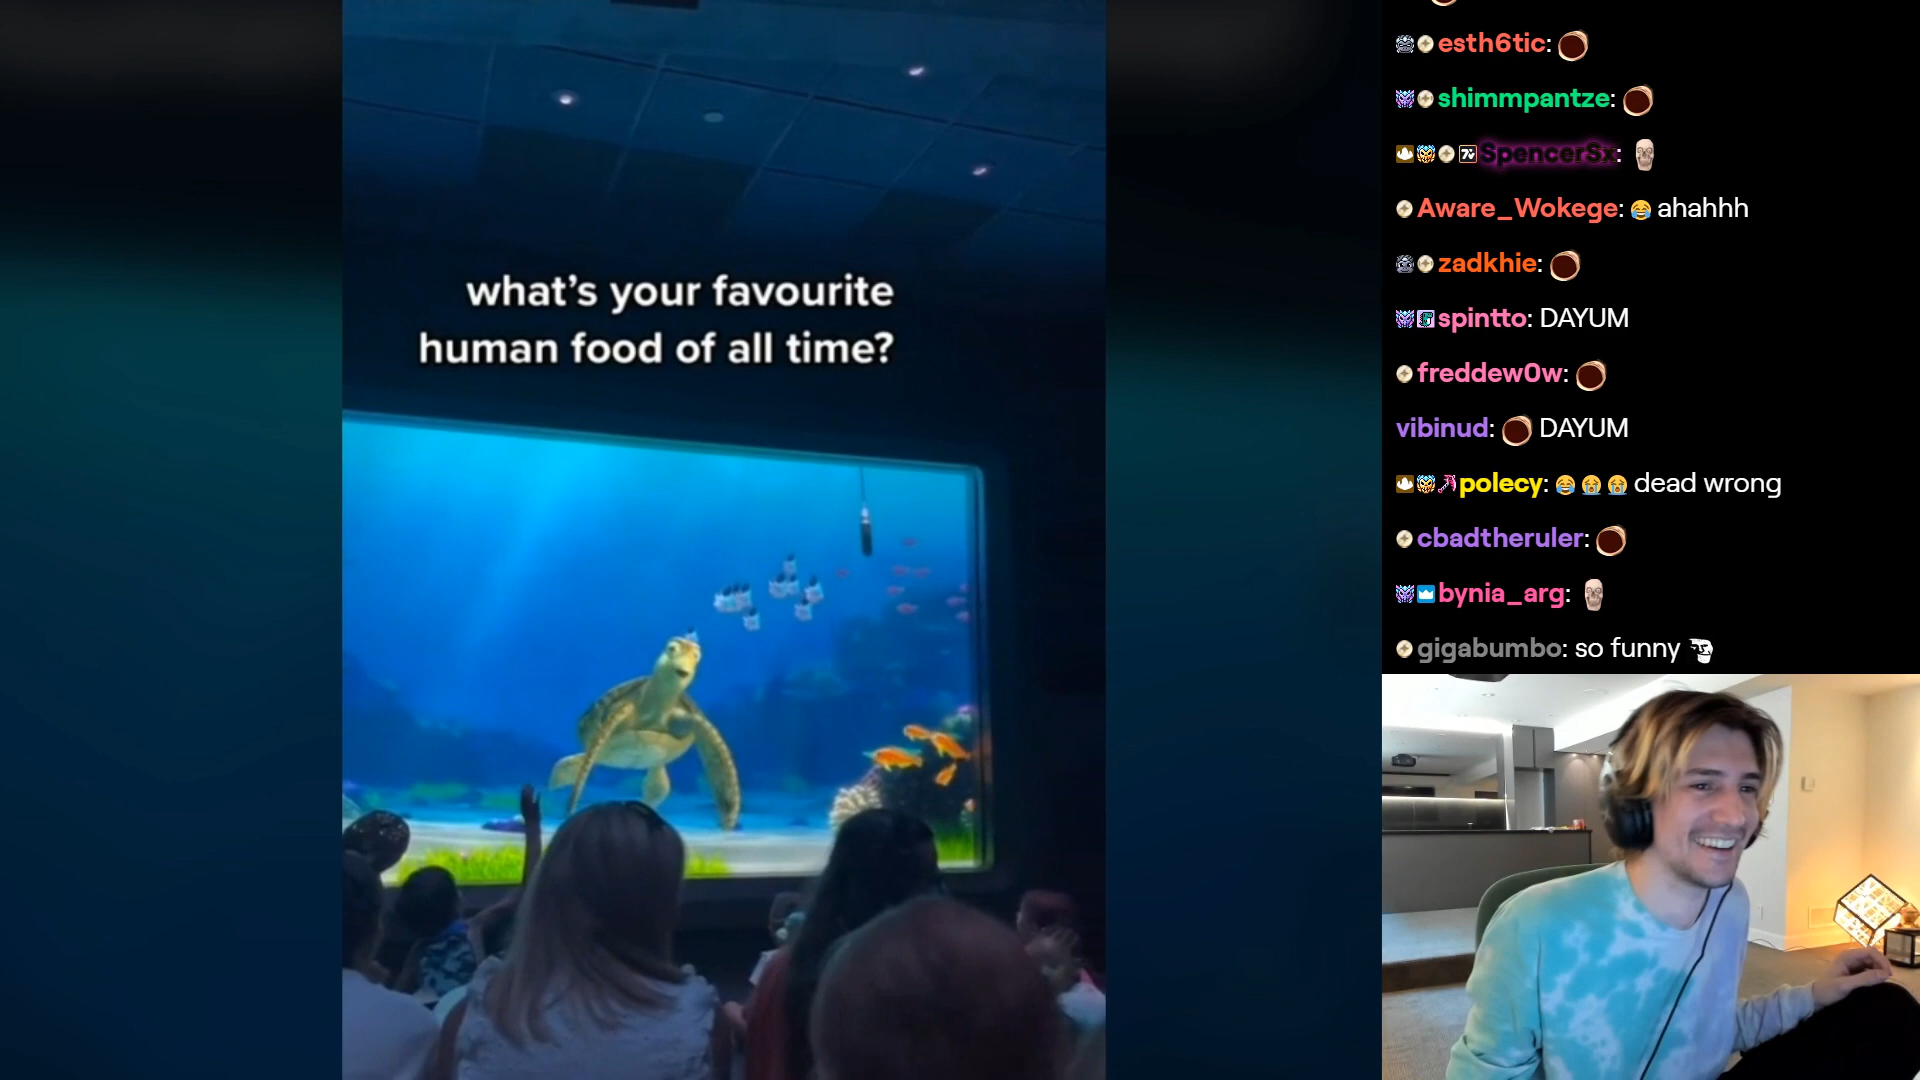 what's your favourite
human food of all time?
esth6tic:
shimmpantze:
SpencerSx:
Aware_Wokege: 😂 ahahhh
zadkhie:
spintto: DAYUM
freddew0w:
vibinud: DAYUM
polecy: 😂 😭 😭 dead wrong
cbadtheruler:
bynia_arg:
gigabumbo: so funny